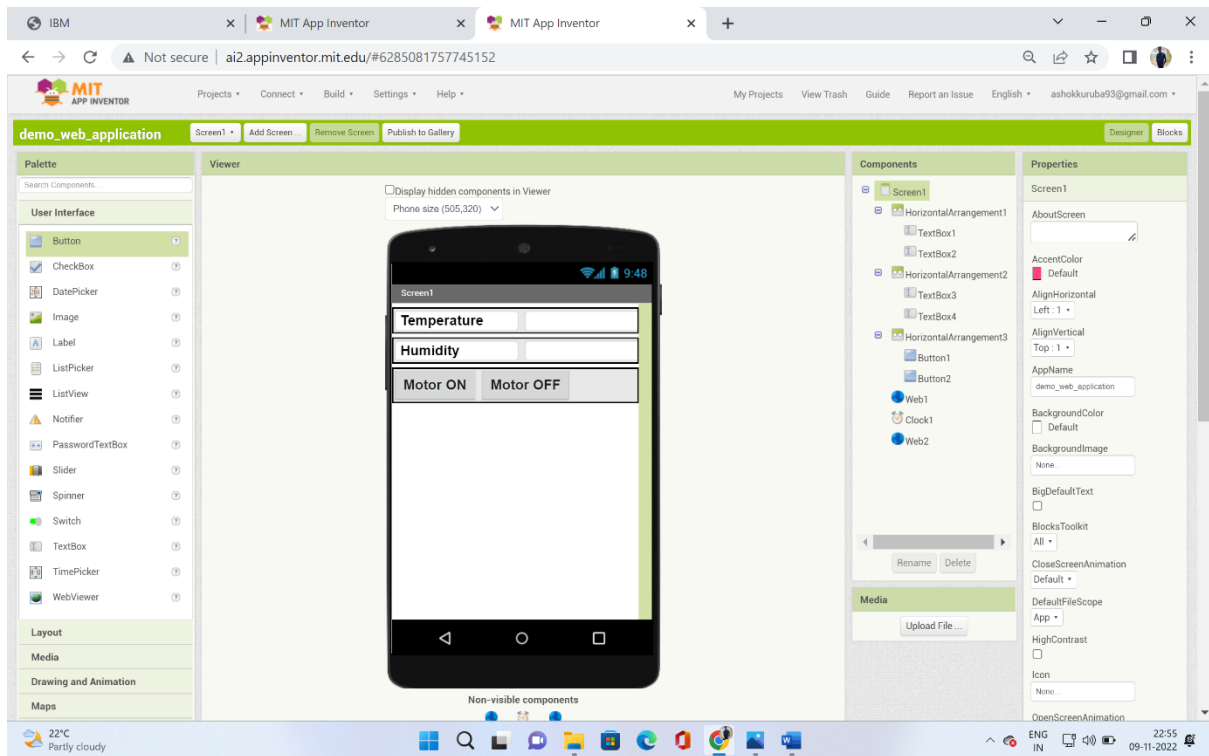 IBM
MIT App Inventor
MIT App Inventor
Not secure | ai2.appinventor.mit.edu/#6285081757745152
MIT
APP INVENTOR
Projects Connect Build Settings Help My Projects View Trash Guide Report an Issue English ashokkuruba93@gmail.com
demo_web_application Screen1 Add Screen ... Remove Screen Publish to Gallery Designer Blocks
Palette
Search Components...
User Interface
Button
CheckBox
DatePicker
Image
Label
ListPicker
ListView
Notifier
PasswordTextBox
Slider
Spinner
Switch
TextBox
TimePicker
WebViewer
Layout
Media
Drawing and Animation
Maps
Viewer
Display hidden components in Viewer
Phone size (505,320)
9:48
Screen1
Temperature
Humidity
Motor ON Motor OFF
Non-visible components
Components
Screen1
HorizontalArrangement1
TextBox1
TextBox2
HorizontalArrangement2
TextBox3
TextBox4
HorizontalArrangement3
Button1
Button2
Web1
Clock1
Web2
Rename Delete
Media
Upload File ...
Properties
Screen1
AboutScreen
AccentColor
Default
AlignHorizontal
Left : 1
AlignVertical
Top : 1
AppName
demo_web_application
BackgroundColor
Default
BackgroundImage
None...
BigDefaultText
BlocksToolkit
All
CloseScreenAnimation
Default
DefaultFileScope
App
HighContrast
Icon
None...
OpenScreenAnimation
22°C
Partly cloudy
ENG
IN
22:55
09-11-2022